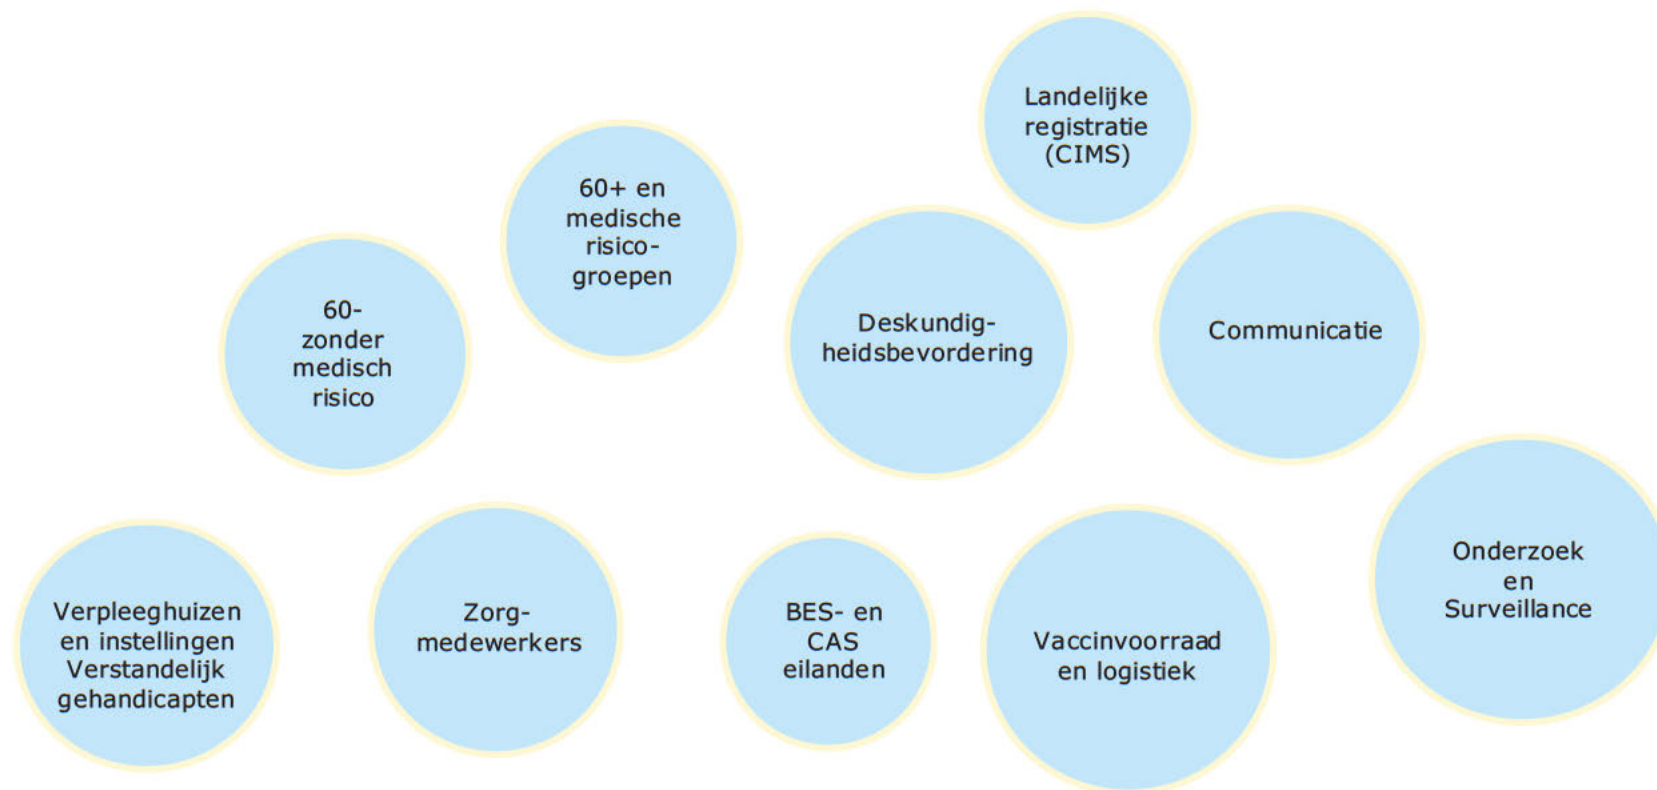 Landelijke
registratie
(CIMS)
60+ en
medische
risico-
groepen
60-
zonder
medisch
risico
Deskundig-
heidsbevordering
Communicatie
Verpleeghuizen
en instellingen
Verstandelijk
gehandicapten
Zorg-
medewerkers
BES- en
CAS
eilanden
Vaccinvoorraad
en logistiek
Onderzoek
en
Surveillance